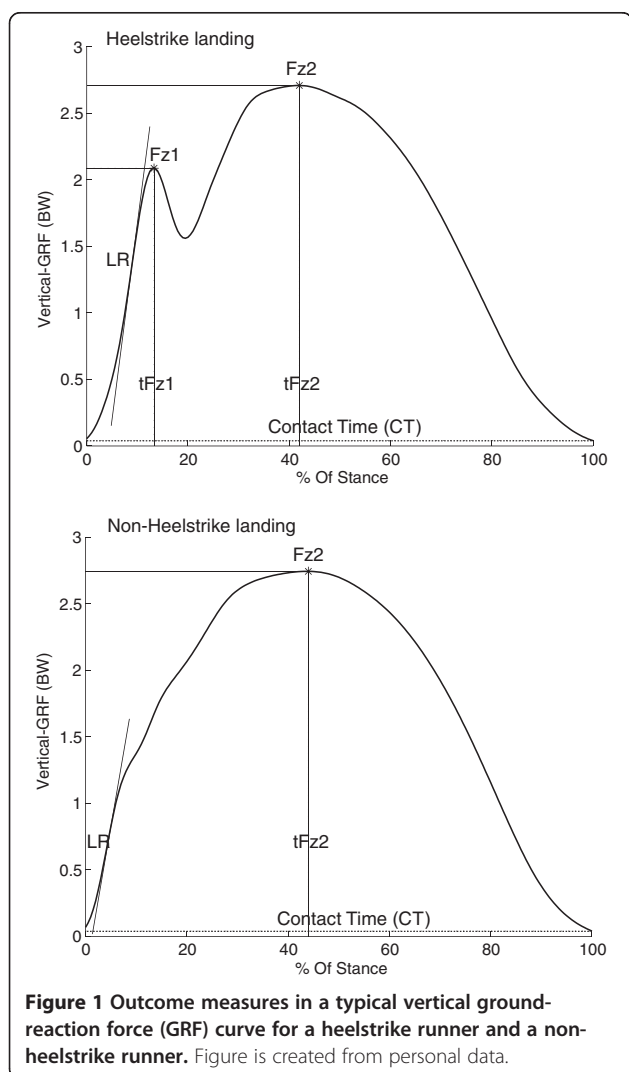 Heelstrike landing
3
2.5
2
1.5
1
0.5
0
Vertical-GRF (BW)
Fz2
Fz1
LR
tFz1
tFz2
Contact Time (CT)
0 20 40 60 80 100
% Of Stance
Non-Heelstrike landing
3
2.5
2
1.5
1
0.5
0
Vertical-GRF (BW)
Fz2
LR
tFz2
Contact Time (CT)
0 20 40 60 80 100
% Of Stance
Figure 1 Outcome measures in a typical vertical ground-
reaction force (GRF) curve for a heelstrike runner and a non-
heelstrike runner. Figure is created from personal data.